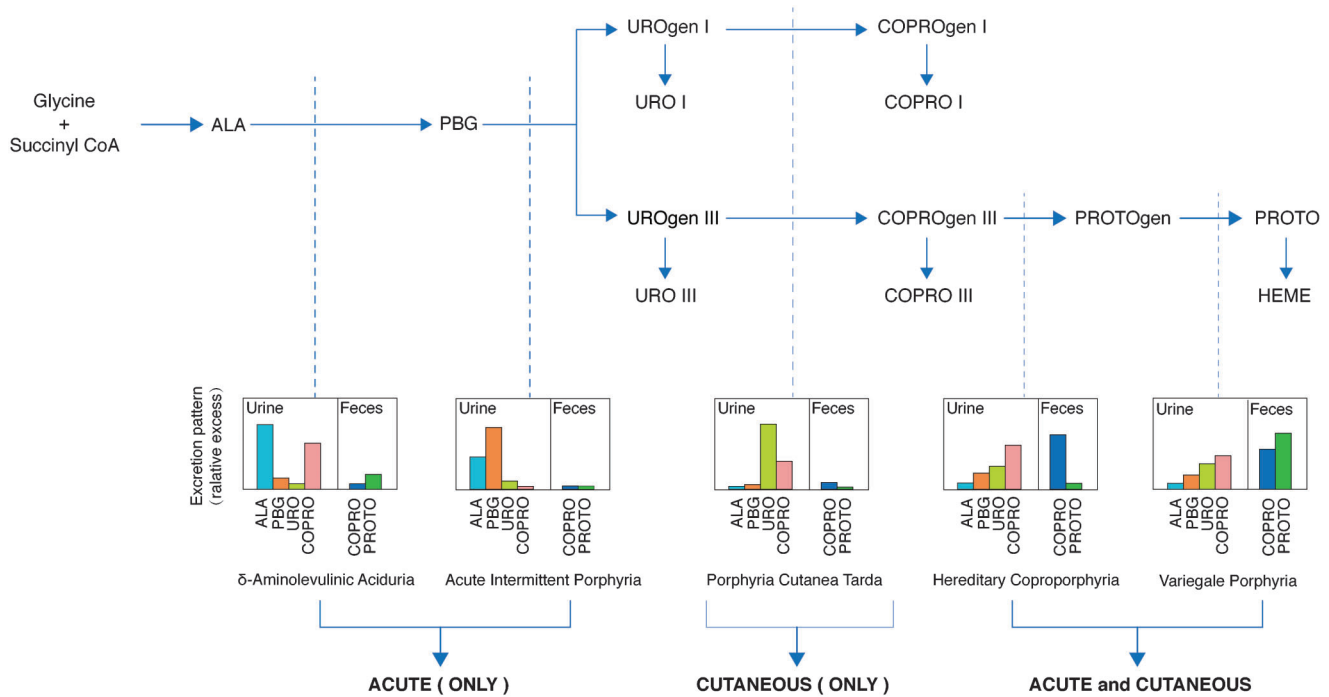 UROgen I
COPROgen I
URO I
COPRO I
Glycine
+
Succinyl CoA
ALA
PBG
UROgen III
COPROgen III
PROTOgen
PROTO
URO III
COPRO III
HEME
Excretion pattern
(ralative excess)
Urine
Feces
ALA
PBG
URO
COPRO
COPRO
PROTO
Urine
Feces
ALA
PBG
URO
COPRO
COPRO
PROTO
Urine
Feces
ALA
PBG
URO
COPRO
COPRO
PROTO
Urine
Feces
ALA
PBG
URO
COPRO
COPRO
PROTO
Urine
Feces
ALA
PBG
URO
COPRO
COPRO
PROTO
δ-Aminolevulinic Aciduria
Acute Intermittent Porphyria
Porphyria Cutanea Tarda
Hereditary Coproporphyria
Variegale Porphyria
ACUTE ( ONLY )
CUTANEOUS ( ONLY )
ACUTE and CUTANEOUS